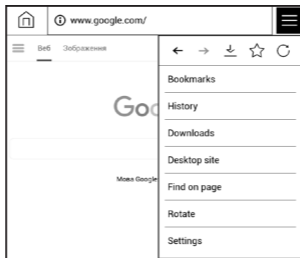 www.google.com/
Веб Зображення
Goo
Мова Google
Bookmarks
History
Downloads
Desktop site
Find on page
Rotate
Settings